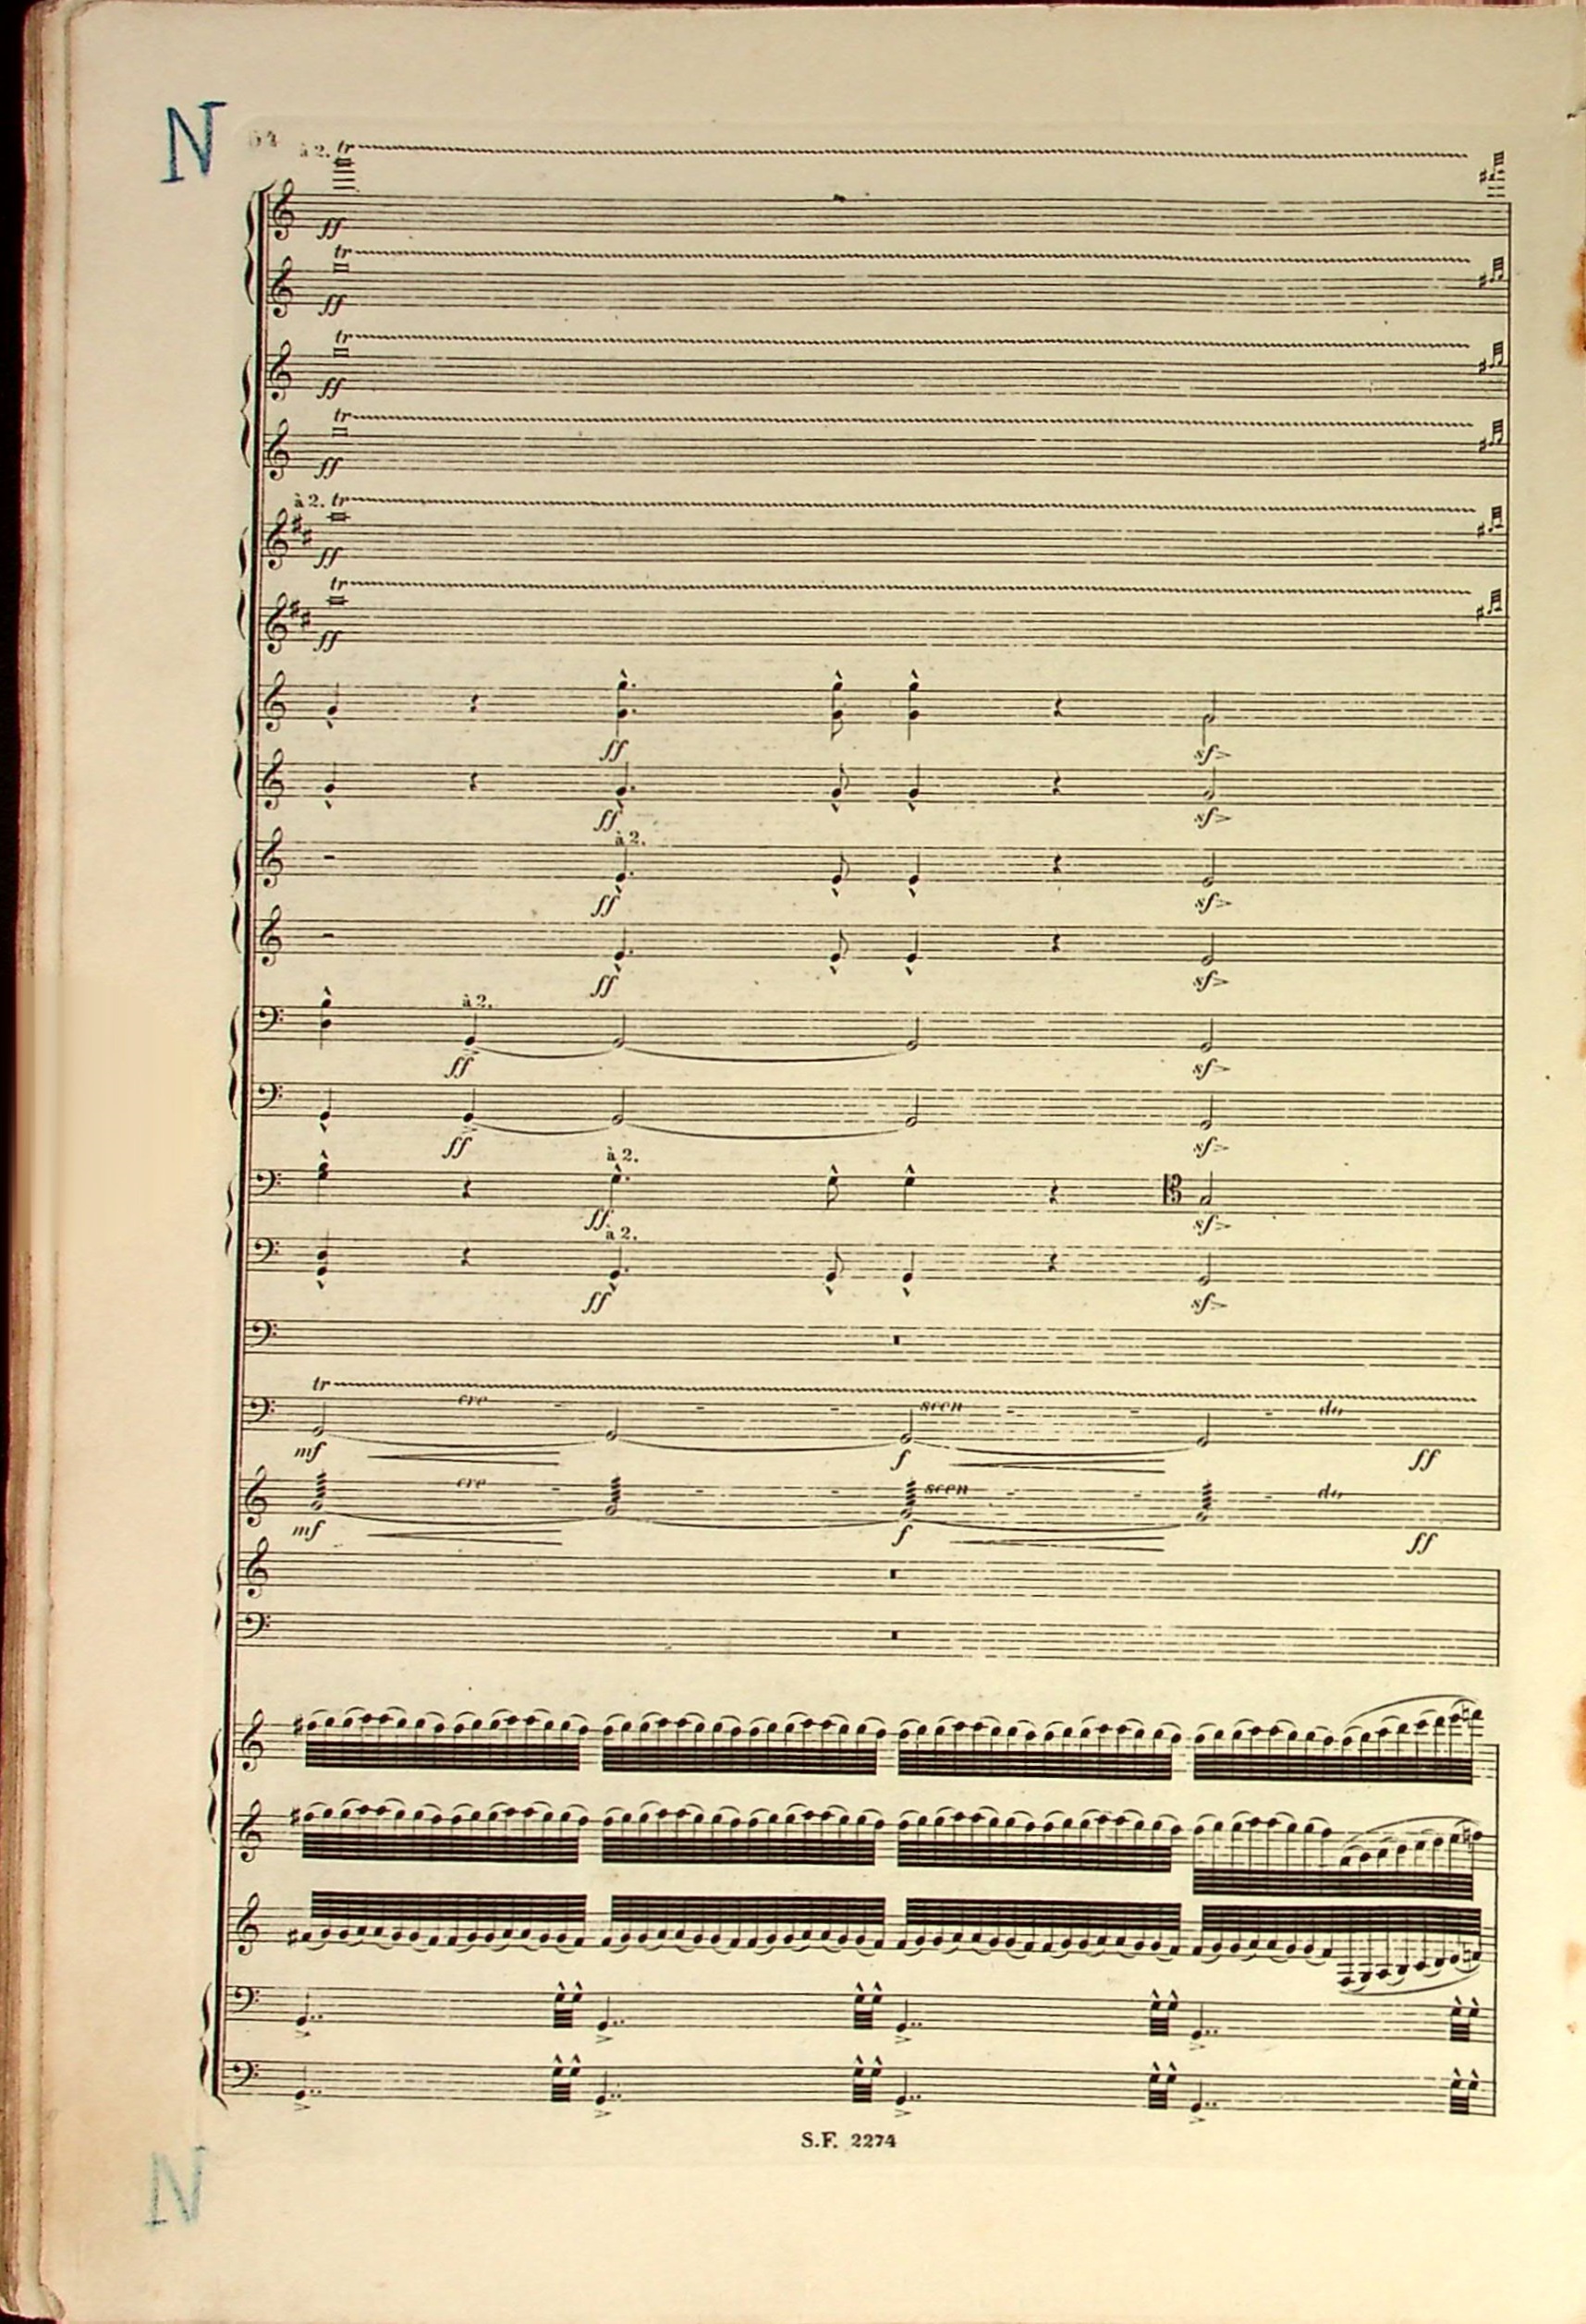 N
64 à 2. tr
ff
tr
ff
tr
ff
tr
ff
à 2. tr
ff
tr
ff
ff sf
ff sf
à 2.
ff sf
ff sf
à 2.
ff sf
ff sf
à 2.
ff sf
à 2.
ff sf
tr
cre - - - scen - - - do
mf f ff
cre - - - scen - - - do
mf f ff
S.F. 2274
N